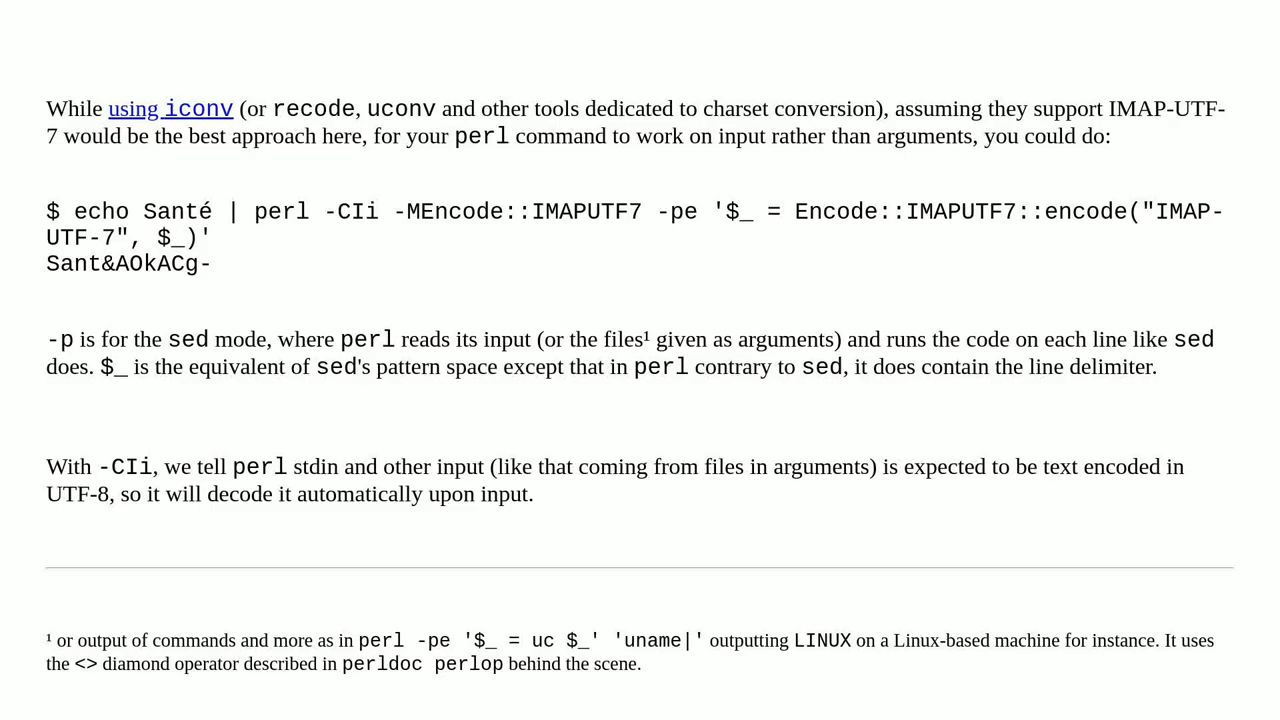 While using iconv (or recode, uconv and other tools dedicated to charset conversion), assuming they support IMAP-UTF-
7 would be the best approach here, for your perl command to work on input rather than arguments, you could do:
$ echo Santé | perl -CIi -MEncode::IMAPUTF7 -pe '$_ = Encode::IMAPUTF7::encode("IMAP-
UTF-7", $_)'
Sant&AOkACg-
-p is for the sed mode, where perl reads its input (or the files¹ given as arguments) and runs the code on each line like sed
does. $_ is the equivalent of sed's pattern space except that in perl contrary to sed, it does contain the line delimiter.
With -CIi, we tell perl stdin and other input (like that coming from files in arguments) is expected to be text encoded in
UTF-8, so it will decode it automatically upon input.
¹ or output of commands and more as in perl -pe '$_ = uc $_' 'uname|' outputting LINUX on a Linux-based machine for instance. It uses
the <> diamond operator described in perldoc perlop behind the scene.